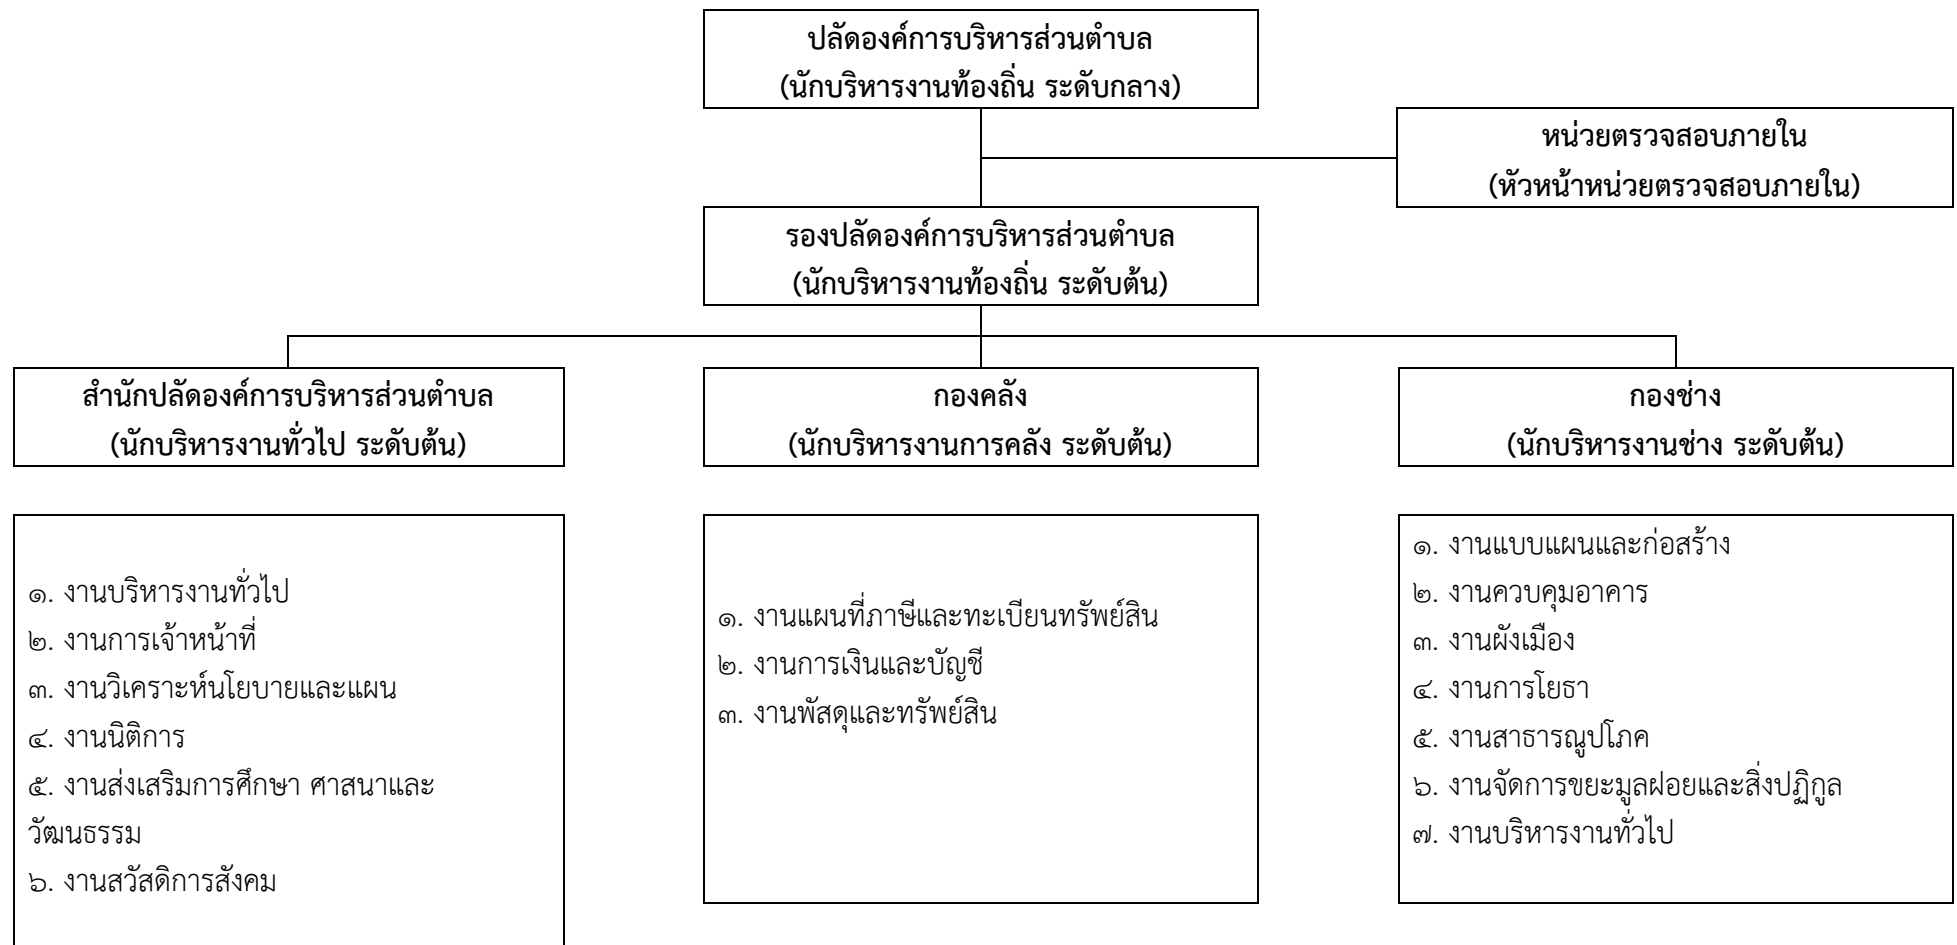 ปลัดองค์การบริหารส่วนตำบล
(นักบริหารงานท้องถิ่น ระดับกลาง)
หน่วยตรวจสอบภายใน
(หัวหน้าหน่วยตรวจสอบภายใน)
รองปลัดองค์การบริหารส่วนตำบล
(นักบริหารงานท้องถิ่น ระดับต้น)
สำนักปลัดองค์การบริหารส่วนตำบล
(นักบริหารงานทั่วไป ระดับต้น)
กองคลัง
(นักบริหารงานการคลัง ระดับต้น)
กองช่าง
(นักบริหารงานช่าง ระดับต้น)
๑. งานบริหารงานทั่วไป
๒. งานการเจ้าหน้าที่
๓. งานวิเคราะห์นโยบายและแผน
๔. งานนิติการ
๕. งานส่งเสริมการศึกษา ศาสนาและ
วัฒนธรรม
๖. งานสวัสดิการสังคม
๑. งานแผนที่ภาษีและทะเบียนทรัพย์สิน
๒. งานการเงินและบัญชี
๓. งานพัสดุและทรัพย์สิน
๑. งานแบบแผนและก่อสร้าง
๒. งานควบคุมอาคาร
๓. งานผังเมือง
๔. งานการโยธา
๕. งานสาธารณูปโภค
๖. งานจัดการขยะมูลฝอยและสิ่งปฏิกูล
๗. งานบริหารงานทั่วไป